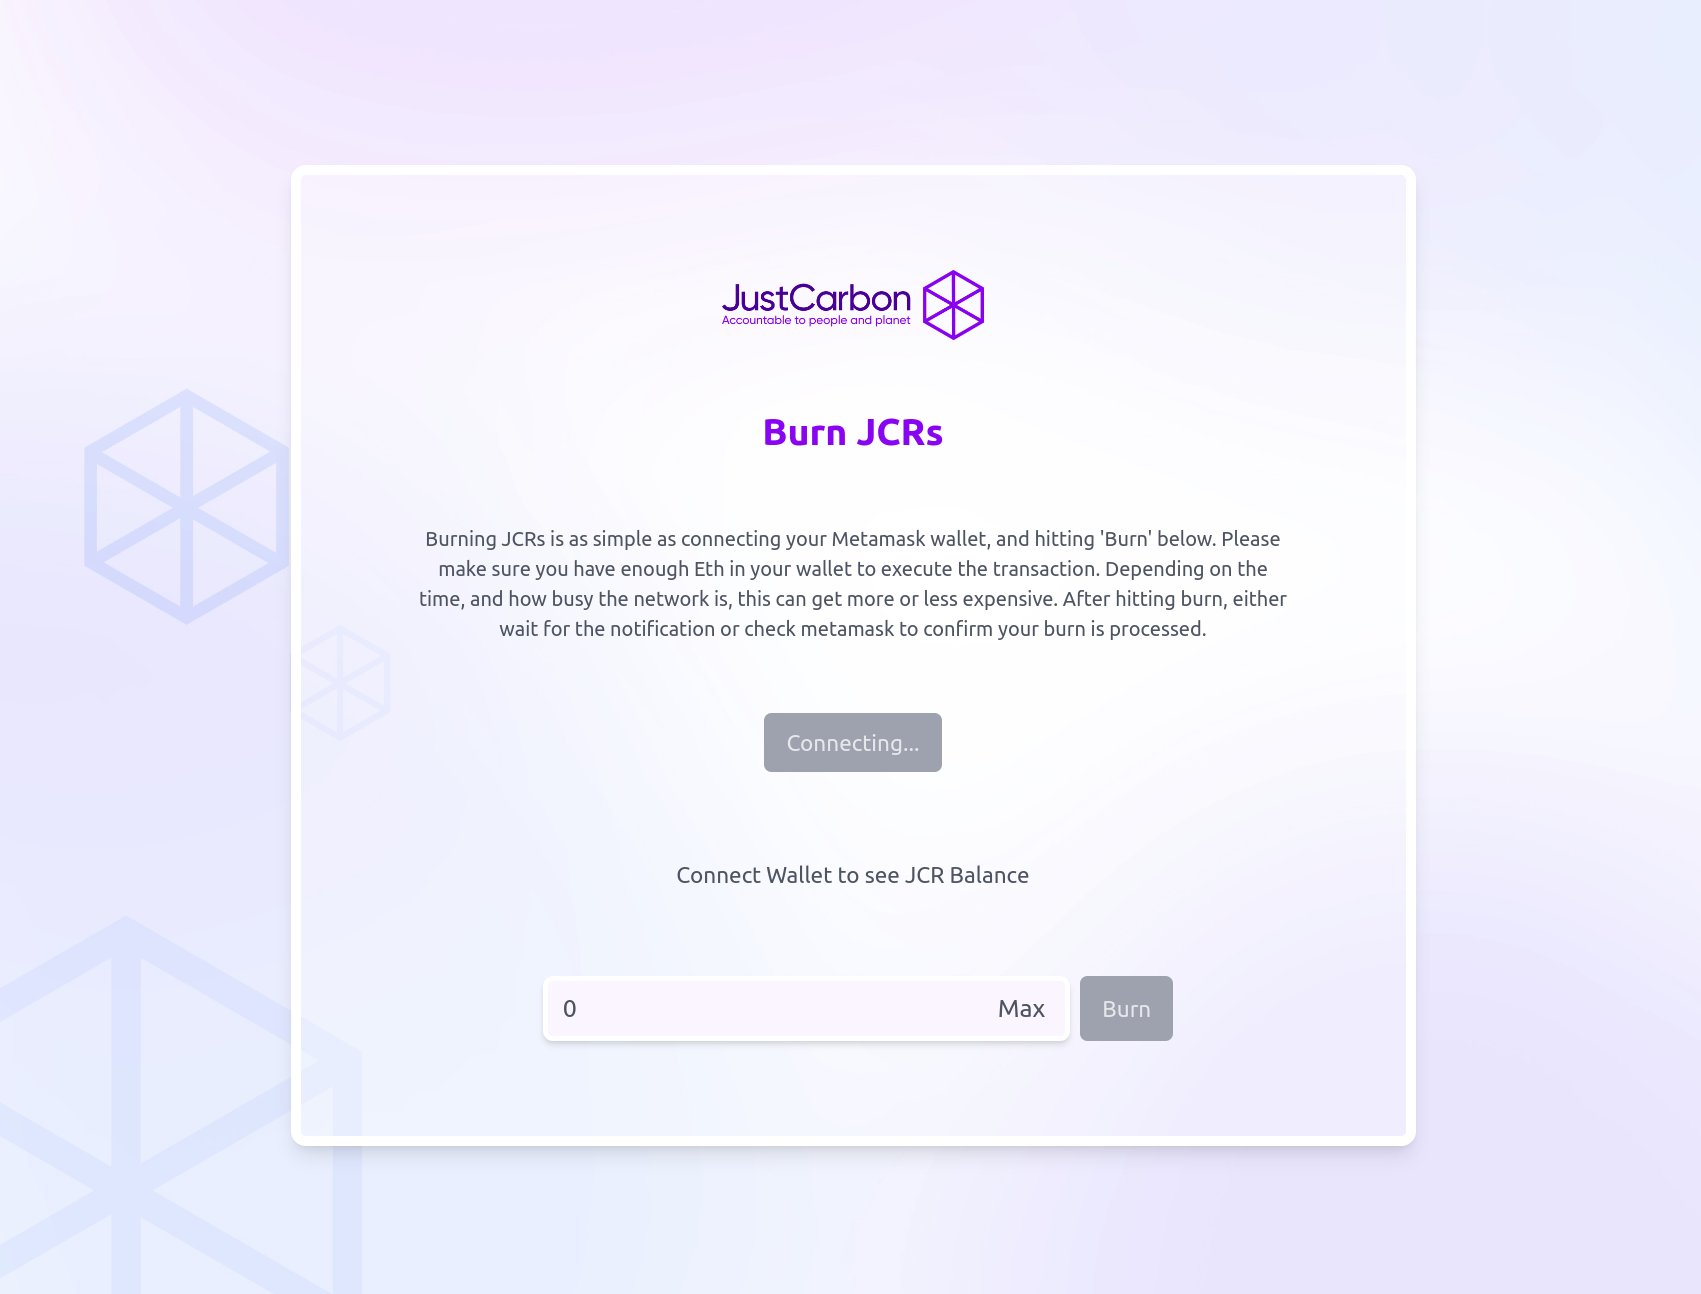 JustCarbon
Accountable to people and planet
Burn JCRs
Burning JCRs is as simple as connecting your Metamask wallet, and hitting 'Burn' below. Please
make sure you have enough Eth in your wallet to execute the transaction. Depending on the
time, and how busy the network is, this can get more or less expensive. After hitting burn, either
wait for the notification or check metamask to confirm your burn is processed.
Connecting...
Connect Wallet to see JCR Balance
0 Max Burn